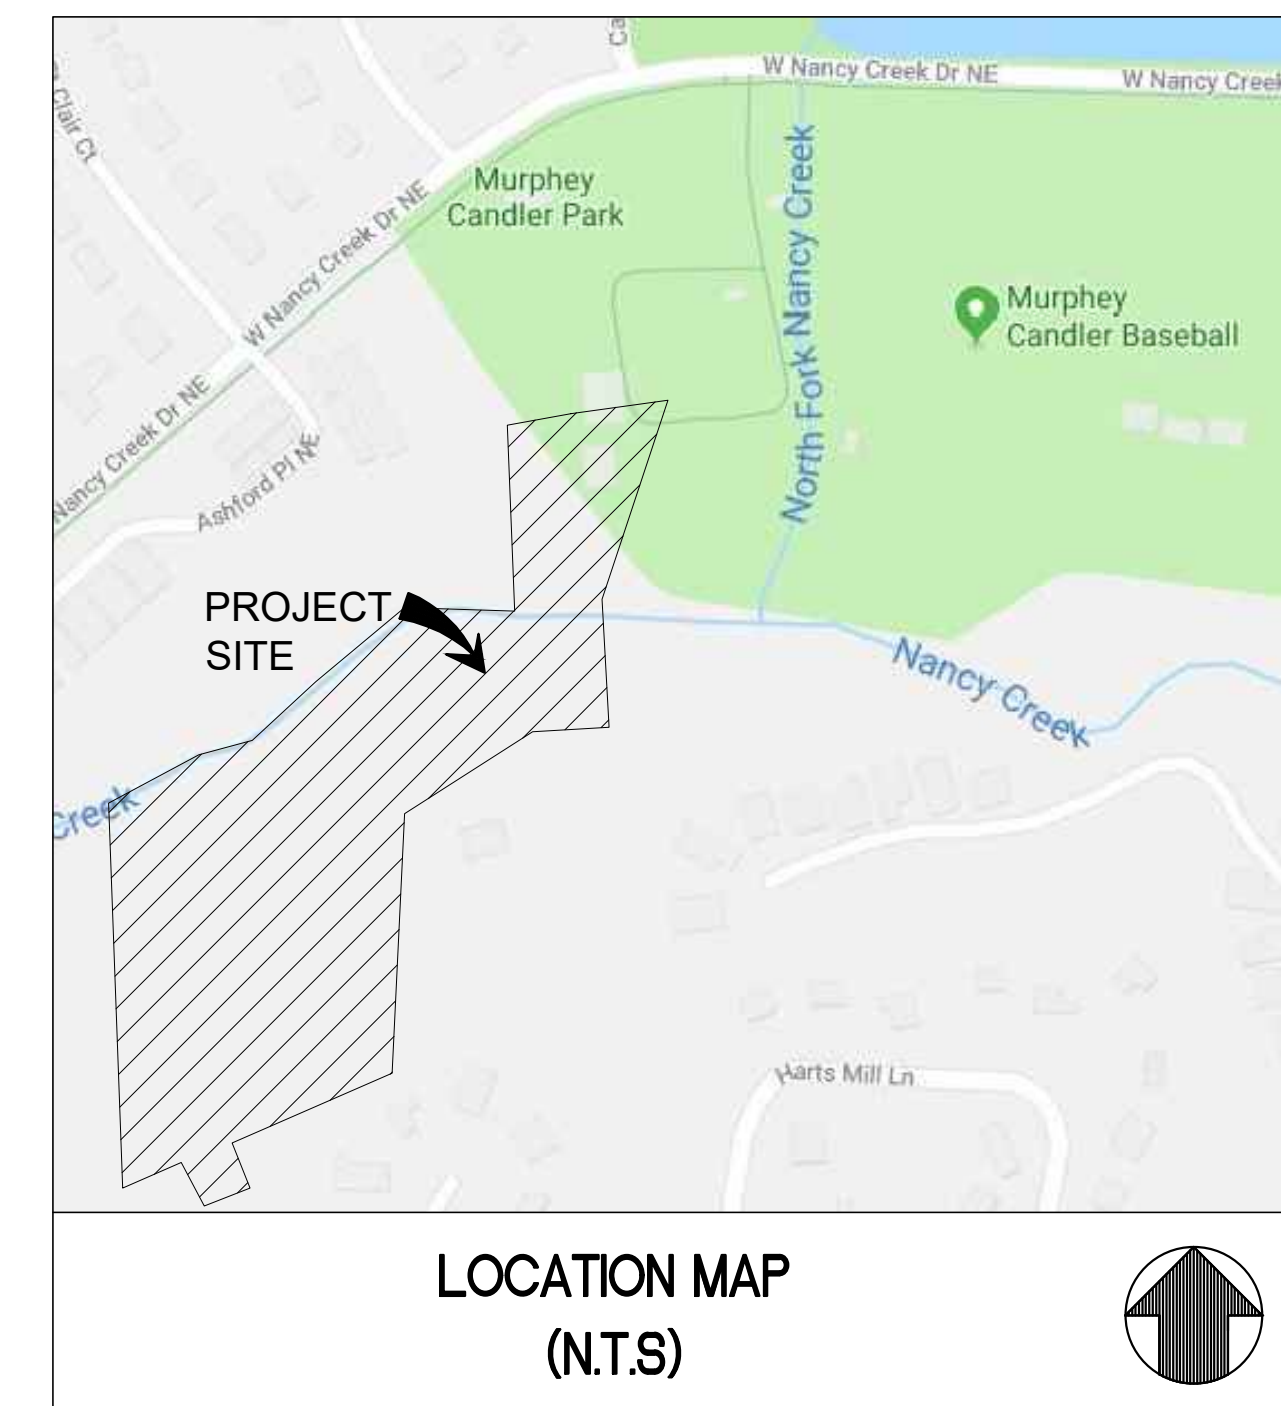 Ca
W Nancy Creek Dr NE
W Nancy Creek
Clair Ct
Murphey
Candler Park
W Nancy Creek Dr NE
North Fork Nancy Creek
Murphey
Candler Baseball
Nancy Creek Dr NE
Ashford Pl NE
PROJECT
SITE
Nancy Creek
Creek
Harts Mill Ln
LOCATION MAP
(N.T.S)